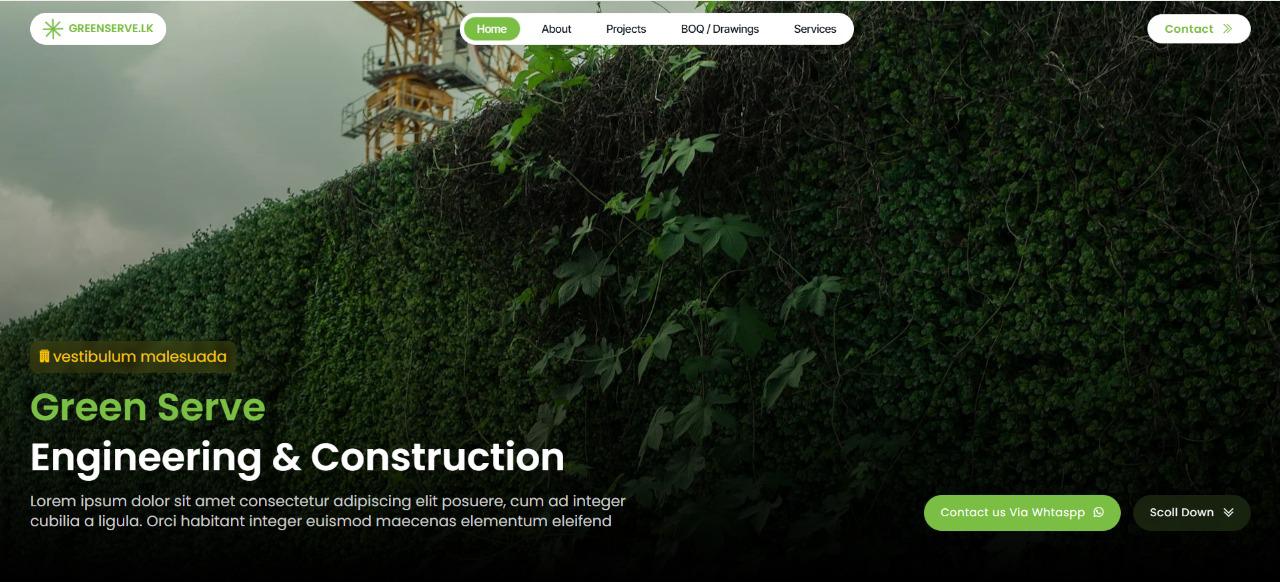 GREENSERVE.LK
Home About Projects BOQ / Drawings Services
Contact
vestibulum malesuada
Green Serve
Engineering & Construction
Lorem ipsum dolor sit amet consectetur adipiscing elit posuere, cum ad integer
cubilia a ligula. Orci habitant integer euismod maecenas elementum eleifend
Contact us Via Whtaspp
Scoll Down